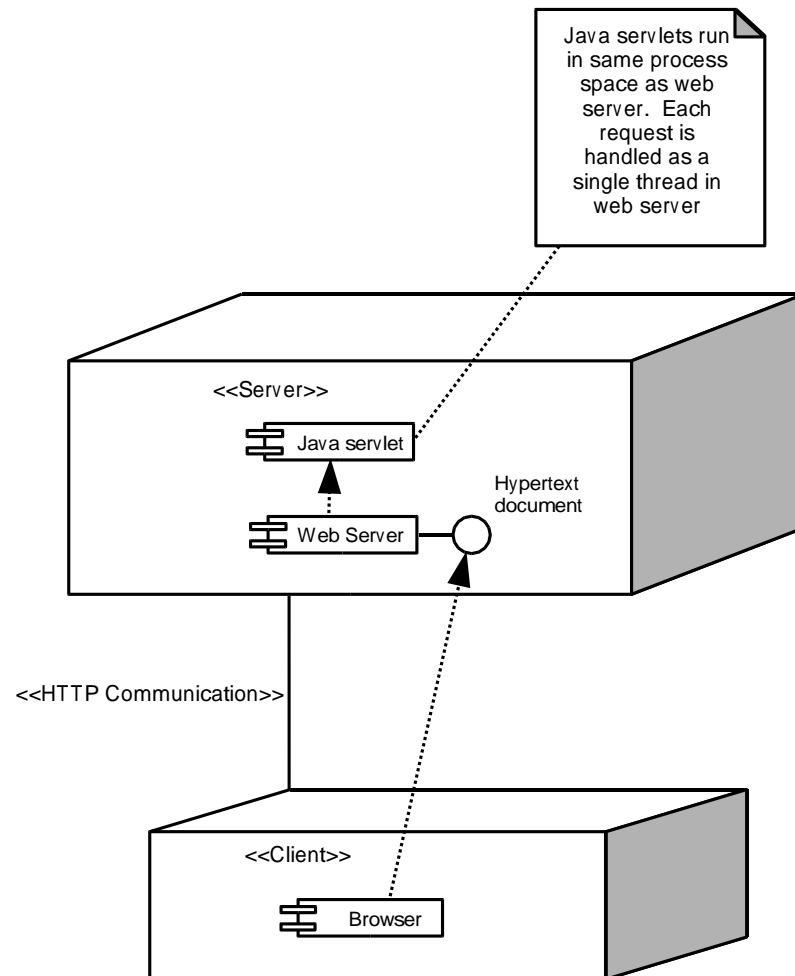 Java servlets run
in same process
space as web
server. Each
request is
handled as a
single thread in
web server
<<Server>>
Java servlet
Hypertext
document
Web Server
<<HTTP Communication>>
<<Client>>
Browser